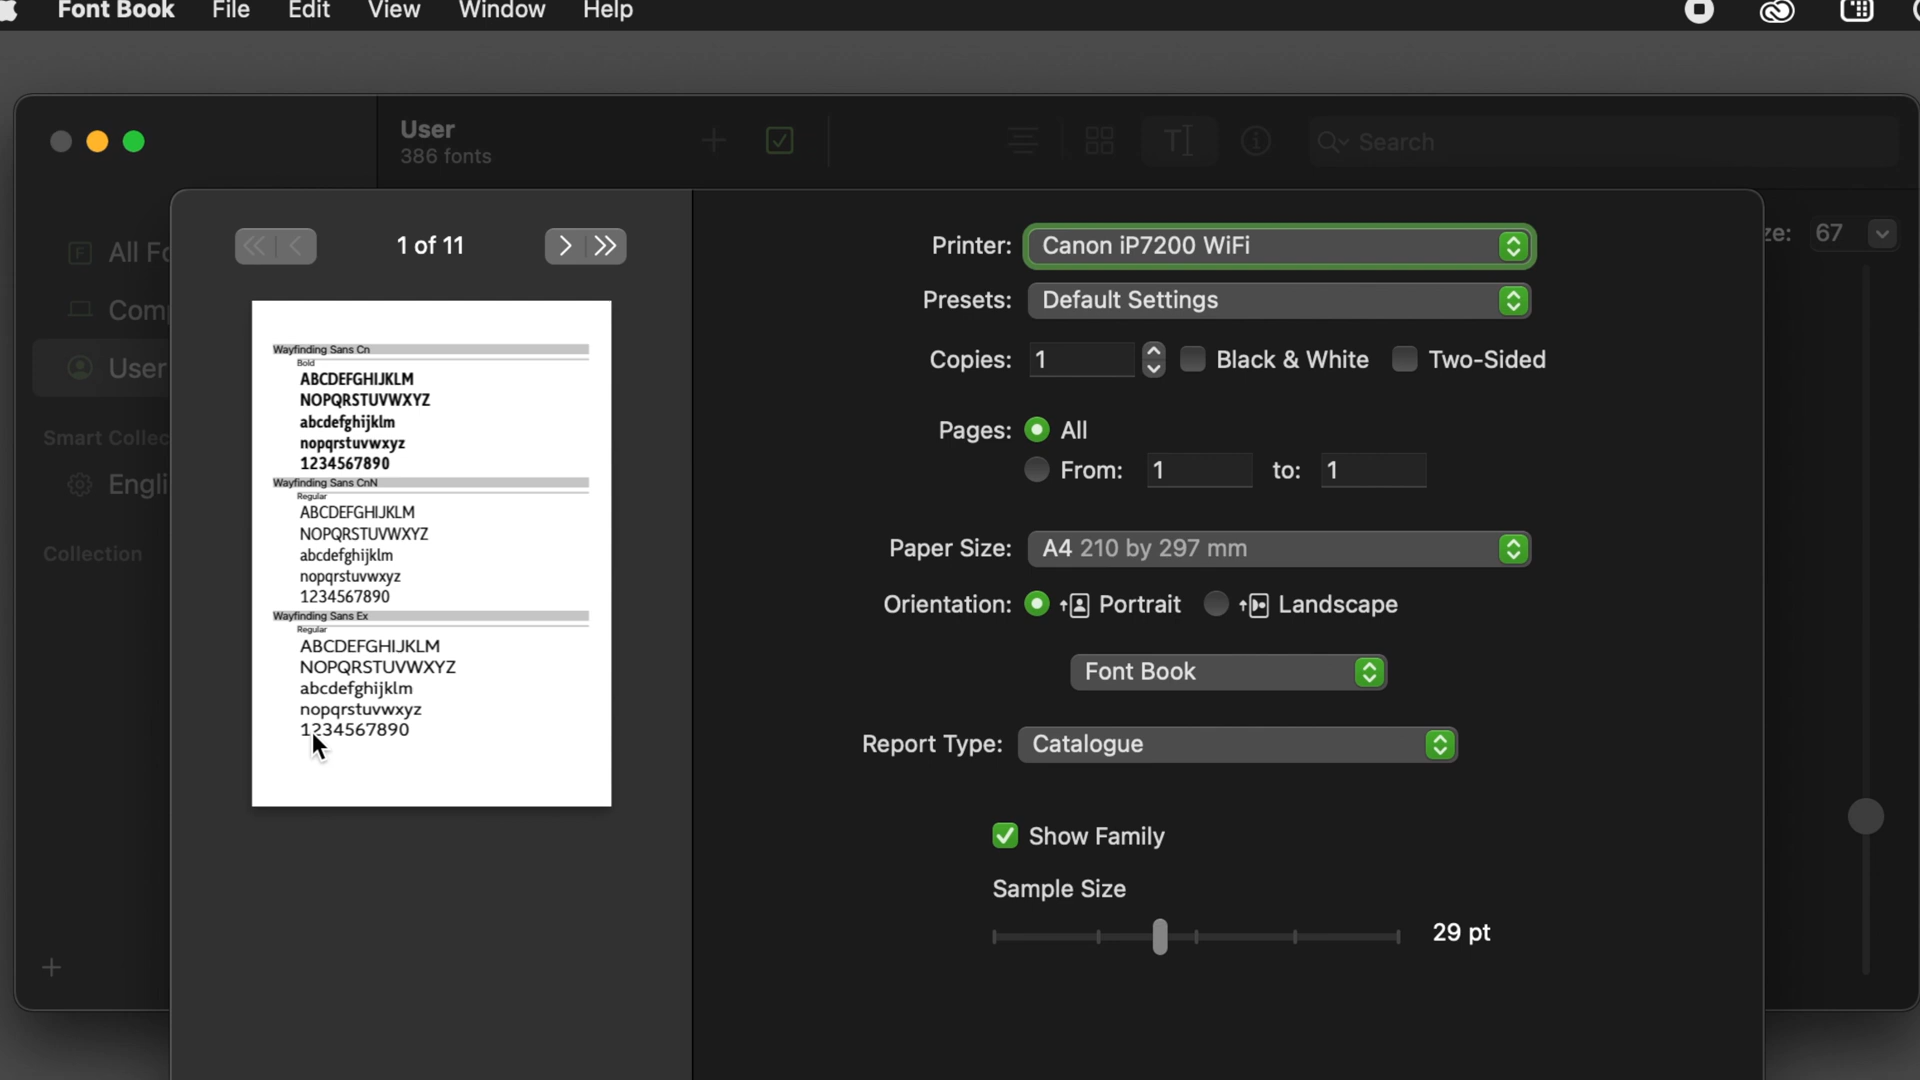 Font Book File Edit View Window Help
User
386 fonts
Search
All Fo
Comp
User
Smart Collec
Engli
Collection
ze: 67
1 of 11
Wayfinding Sans Cn
Bold
ABCDEFGHIJKLM
NOPQRSTUVWXYZ
abcdefghijklm
nopqrstuvwxyz
1234567890
Wayfinding Sans CnN
Regular
ABCDEFGHIJKLM
NOPQRSTUVWXYZ
abcdefghijklm
nopqrstuvwxyz
1234567890
Wayfinding Sans Ex
Regular
ABCDEFGHIJKLM
NOPQRSTUVWXYZ
abcdefghijklm
nopqrstuvwxyz
1234567890
Printer: Canon iP7200 WiFi
Presets: Default Settings
Copies: 1 Black & White Two-Sided
Pages: All
From: 1 to: 1
Paper Size: A4 210 by 297 mm
Orientation: Portrait Landscape
Font Book
Report Type: Catalogue
Show Family
Sample Size
29 pt